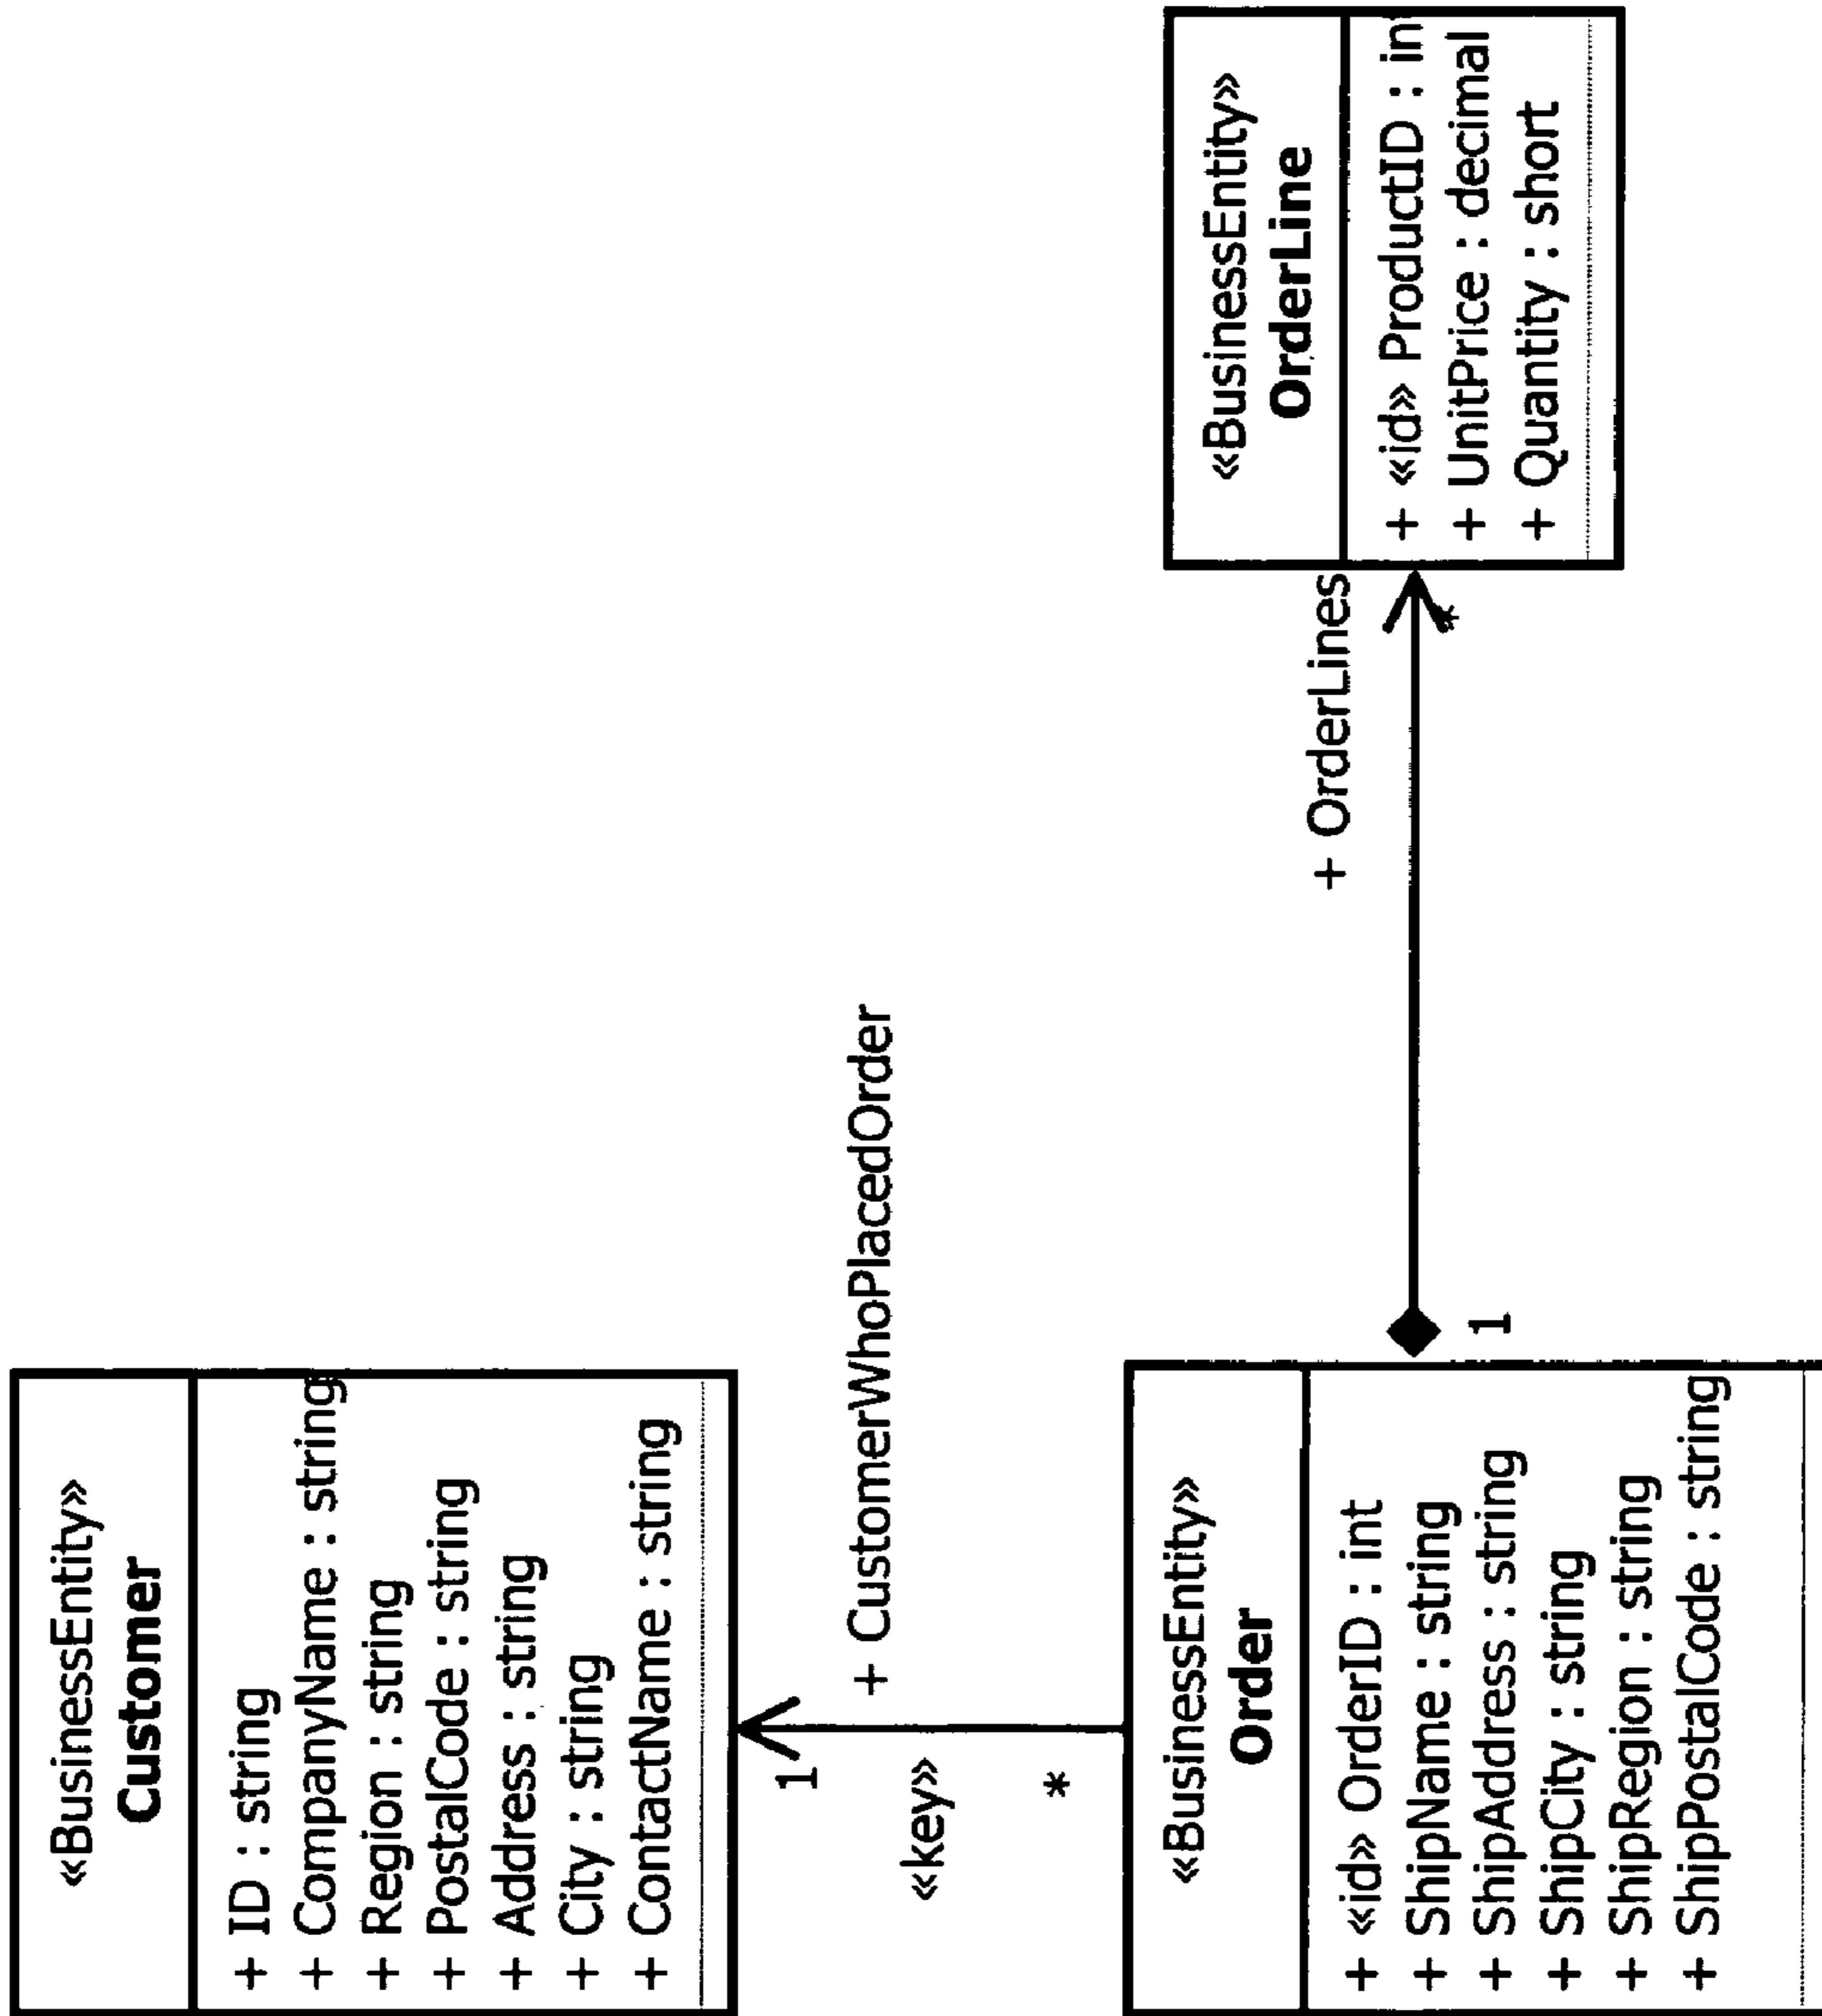 «BusinessEntity»
Customer
+ ID : string
+ CompanyName : string
+ Region : string
+ PostalCode : string
+ Address : string
+ City : string
+ ContactName : string
«key»
1
*
+ CustomerWhoPlacedOrder
«BusinessEntity»
Order
+ «id» OrderID : int
+ ShipName : string
+ ShipAddress : string
+ ShipCity : string
+ ShipRegion : string
+ ShipPostalCode : string
1
+ OrderLines
*
«BusinessEntity»
OrderLine
+ «id» ProductID : int
+ UnitPrice : decimal
+ Quantity : short